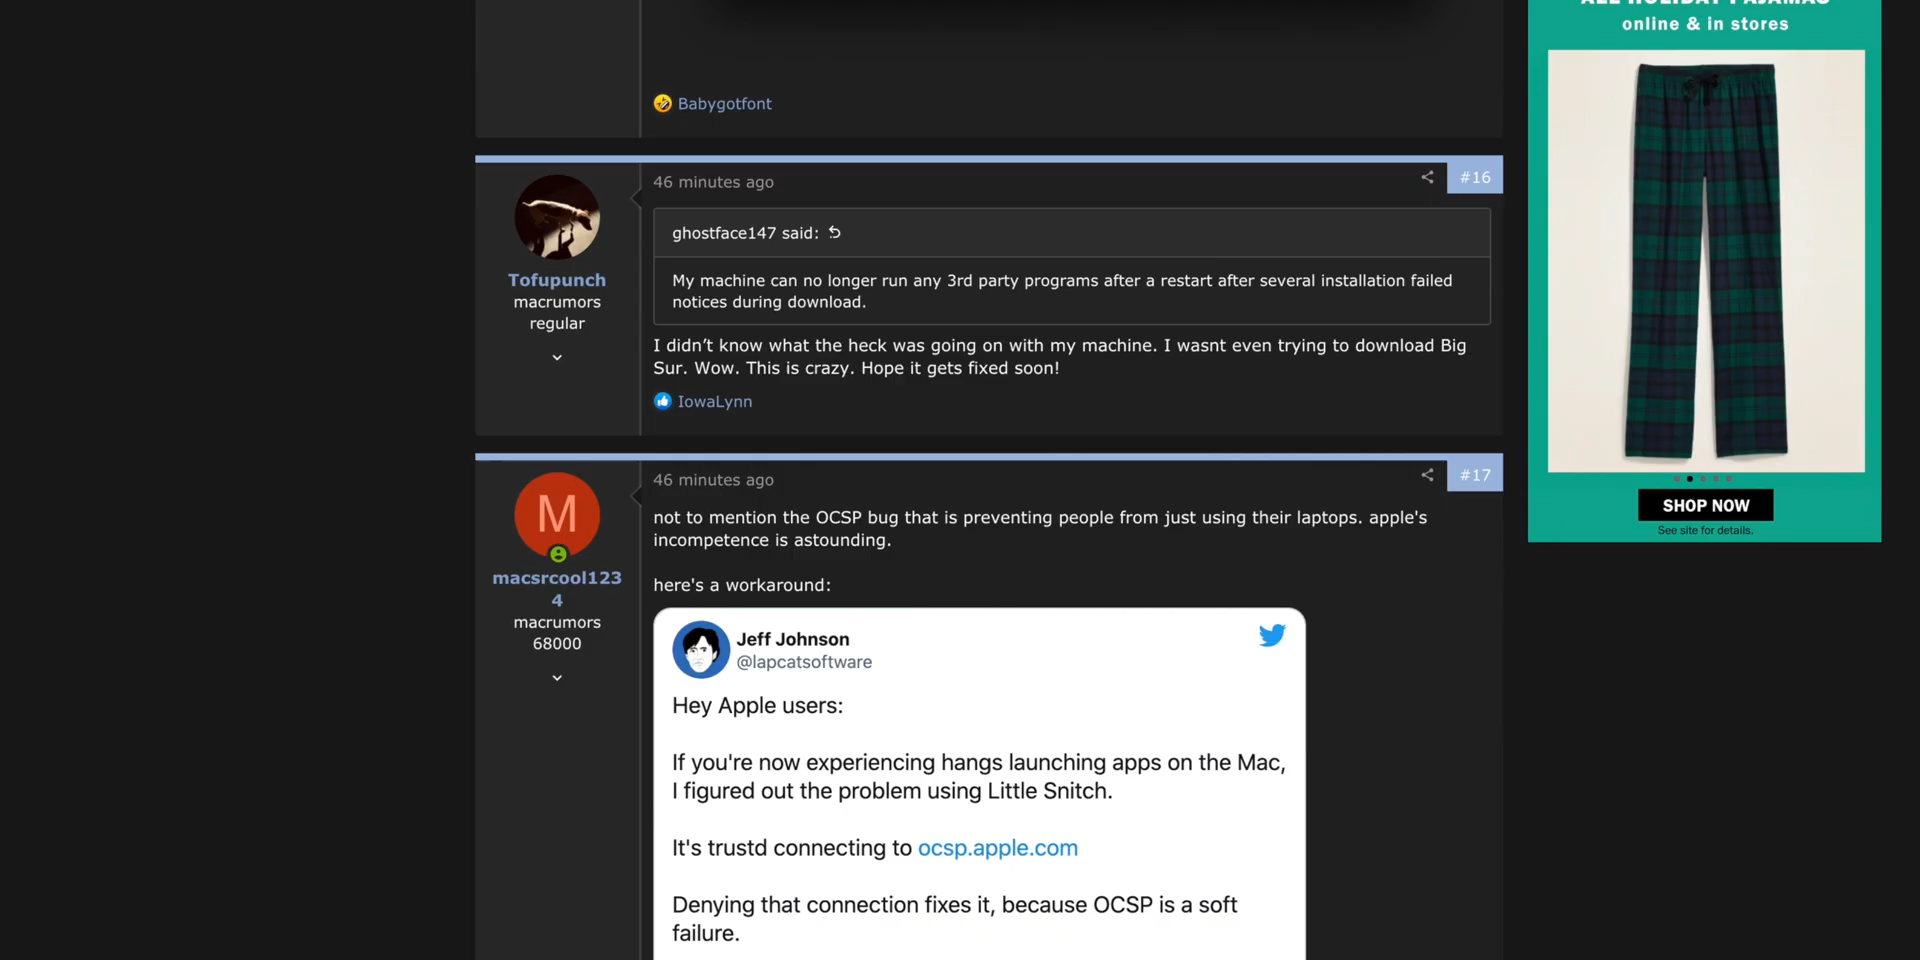 Babygotfont
46 minutes ago
#16
Tofupunch
macrumors
regular
ghostface147 said:
My machine can no longer run any 3rd party programs after a restart after several installation failed
notices during download.
I didn’t know what the heck was going on with my machine. I wasnt even trying to download Big
Sur. Wow. This is crazy. Hope it gets fixed soon!
IowaLynn
46 minutes ago
#17
M
macsrcool123
4
macrumors
68000
not to mention the OCSP bug that is preventing people from just using their laptops. apple's
incompetence is astounding.
here's a workaround:
Jeff Johnson
@lapcatsoftware
Hey Apple users:
If you're now experiencing hangs launching apps on the Mac,
I figured out the problem using Little Snitch.
It's trustd connecting to ocsp.apple.com
Denying that connection fixes it, because OCSP is a soft
failure.
ALL HOLIDAY PAJAMAS
online & in stores
SHOP NOW
See site for details.